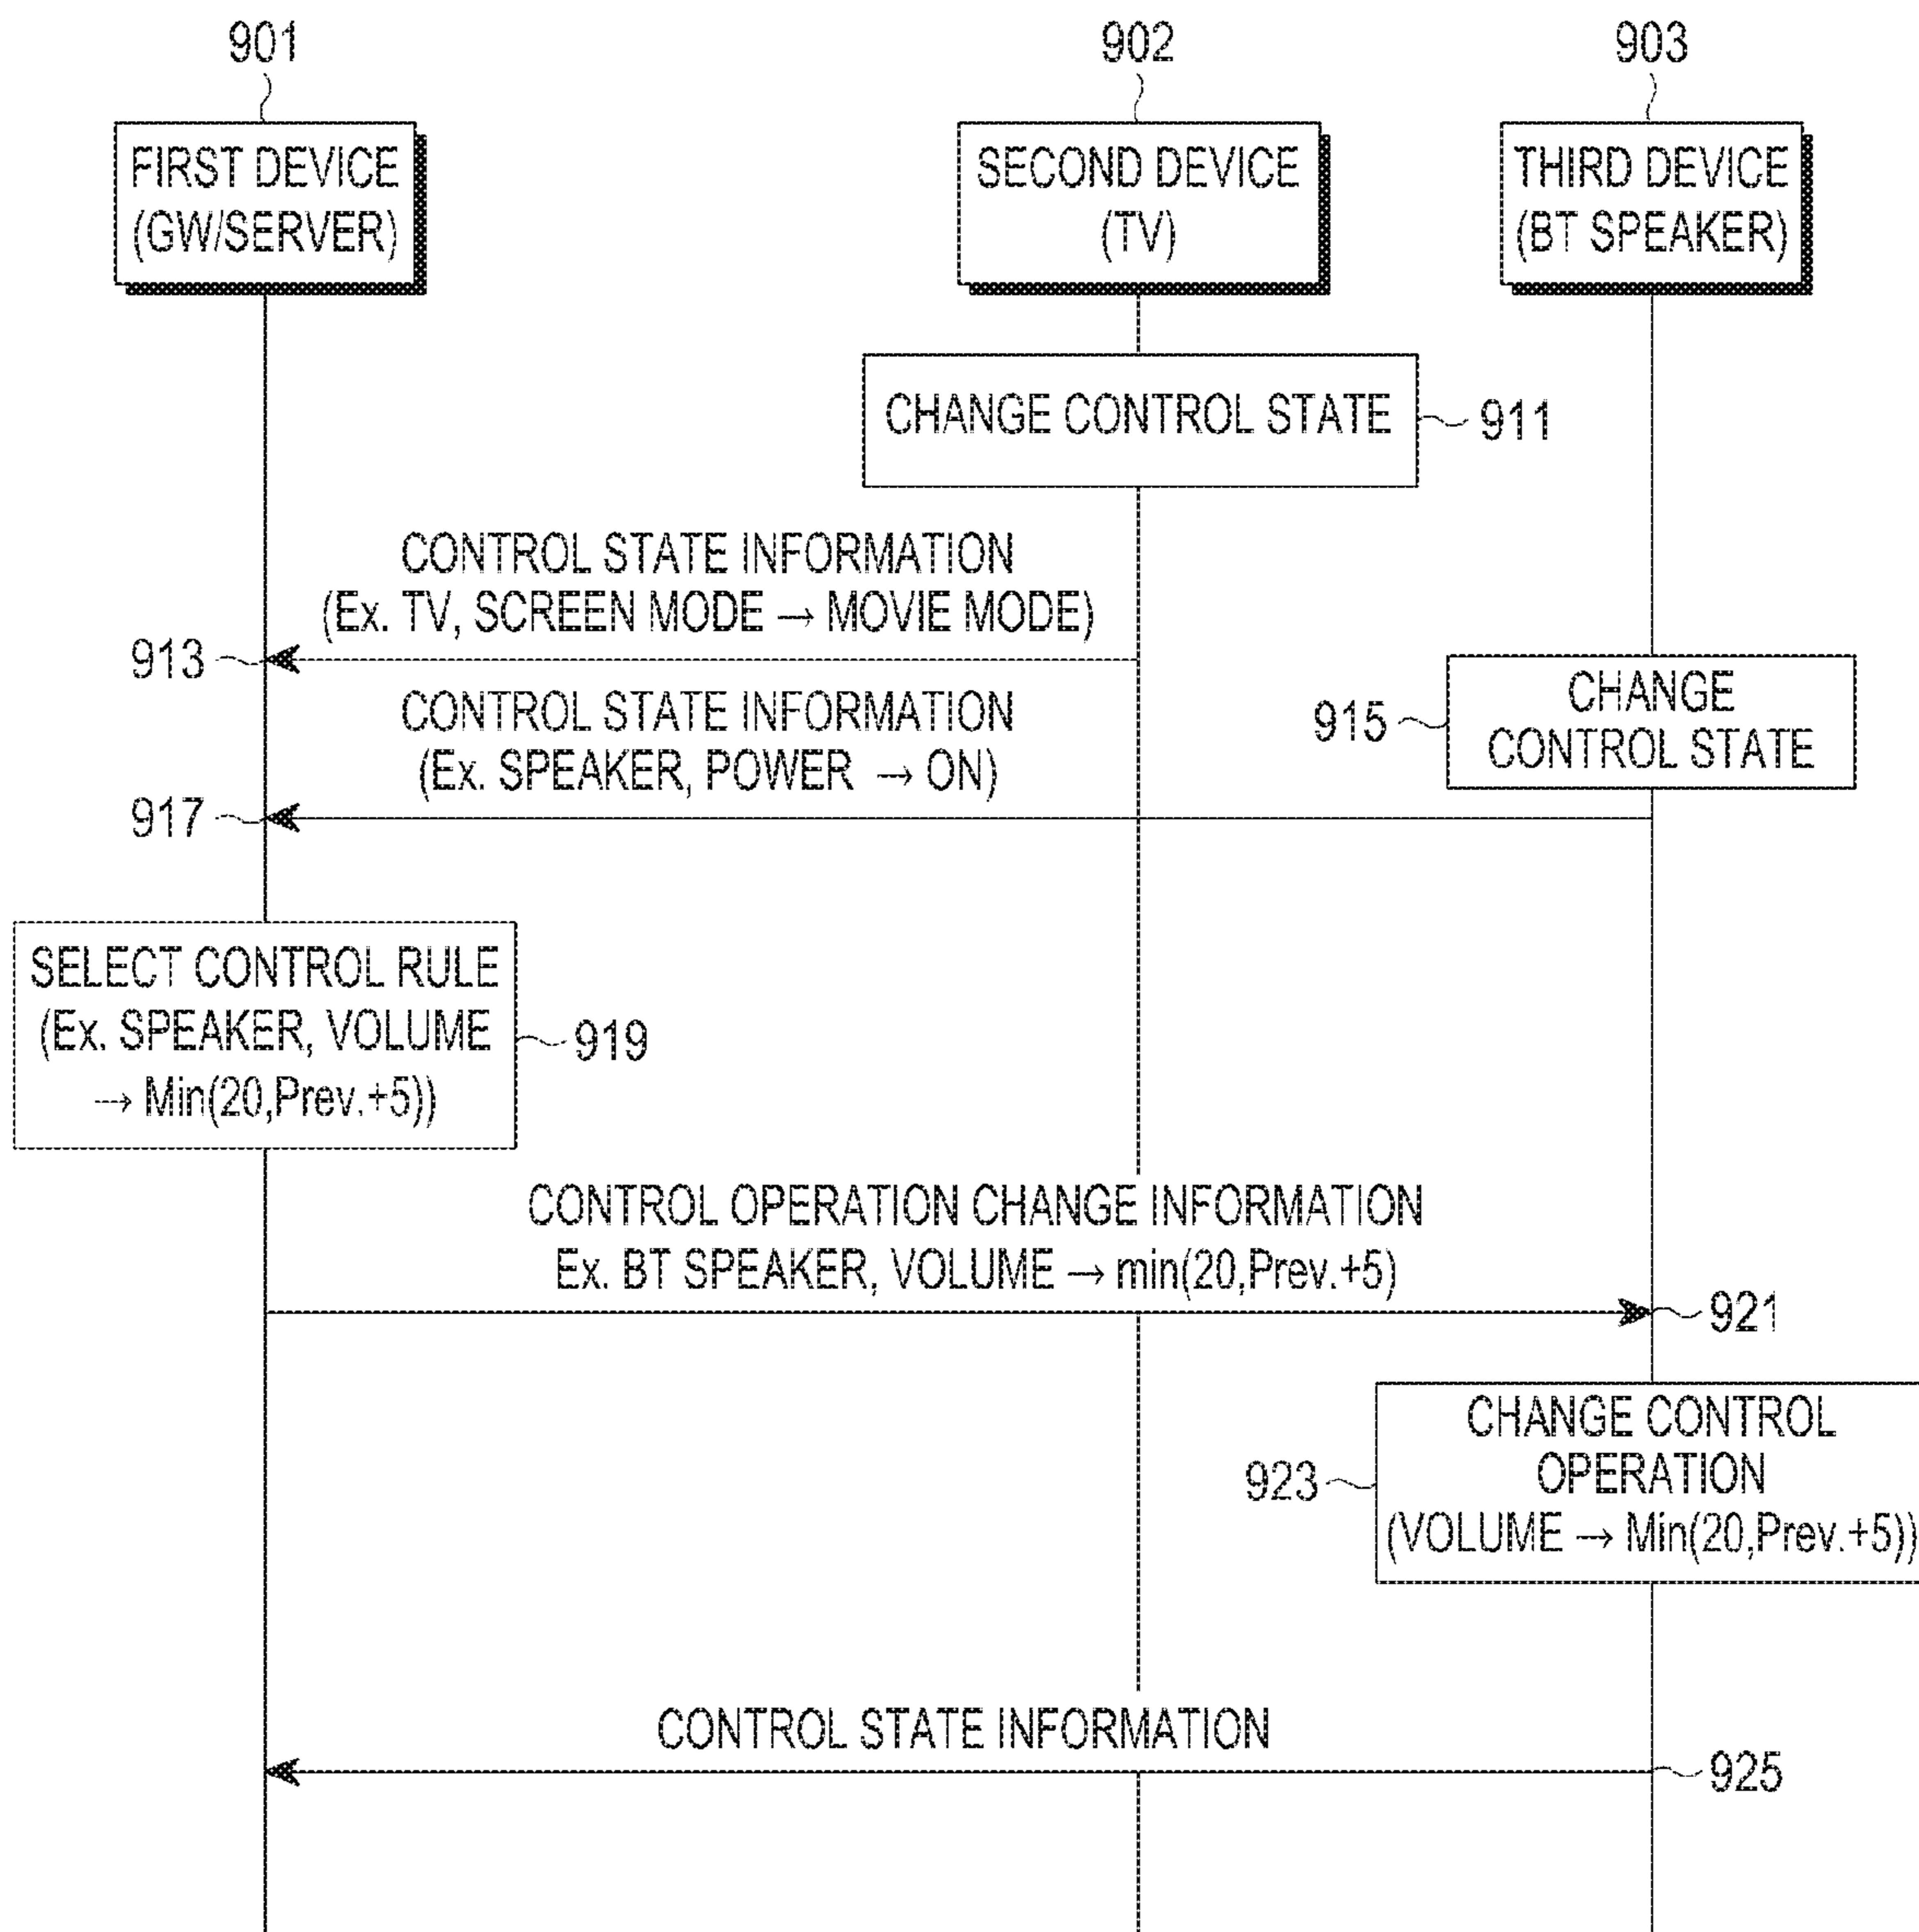 901
902
903
FIRST DEVICE
(GW/SERVER)
SECOND DEVICE
(TV)
THIRD DEVICE
(BT SPEAKER)
CHANGE CONTROL STATE
911
CONTROL STATE INFORMATION
(Ex. TV, SCREEN MODE → MOVIE MODE)
913
CONTROL STATE INFORMATION
(Ex. SPEAKER, POWER → ON)
917
915
CHANGE
CONTROL STATE
SELECT CONTROL RULE
(Ex. SPEAKER, VOLUME
→ Min(20,Prev.+5))
919
CONTROL OPERATION CHANGE INFORMATION
Ex. BT SPEAKER, VOLUME → min(20,Prev.+5)
921
CHANGE CONTROL
OPERATION
(VOLUME → Min(20,Prev.+5))
923
CONTROL STATE INFORMATION
925